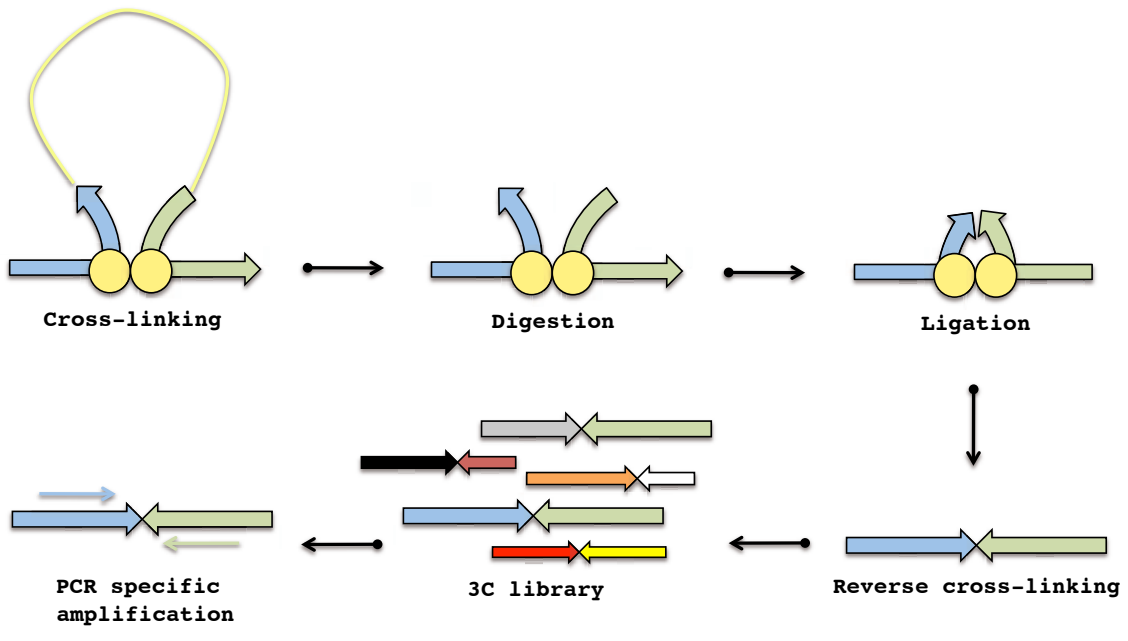 Cross-linking
Digestion
Ligation
Reverse cross-linking
3C library
PCR specific
amplification